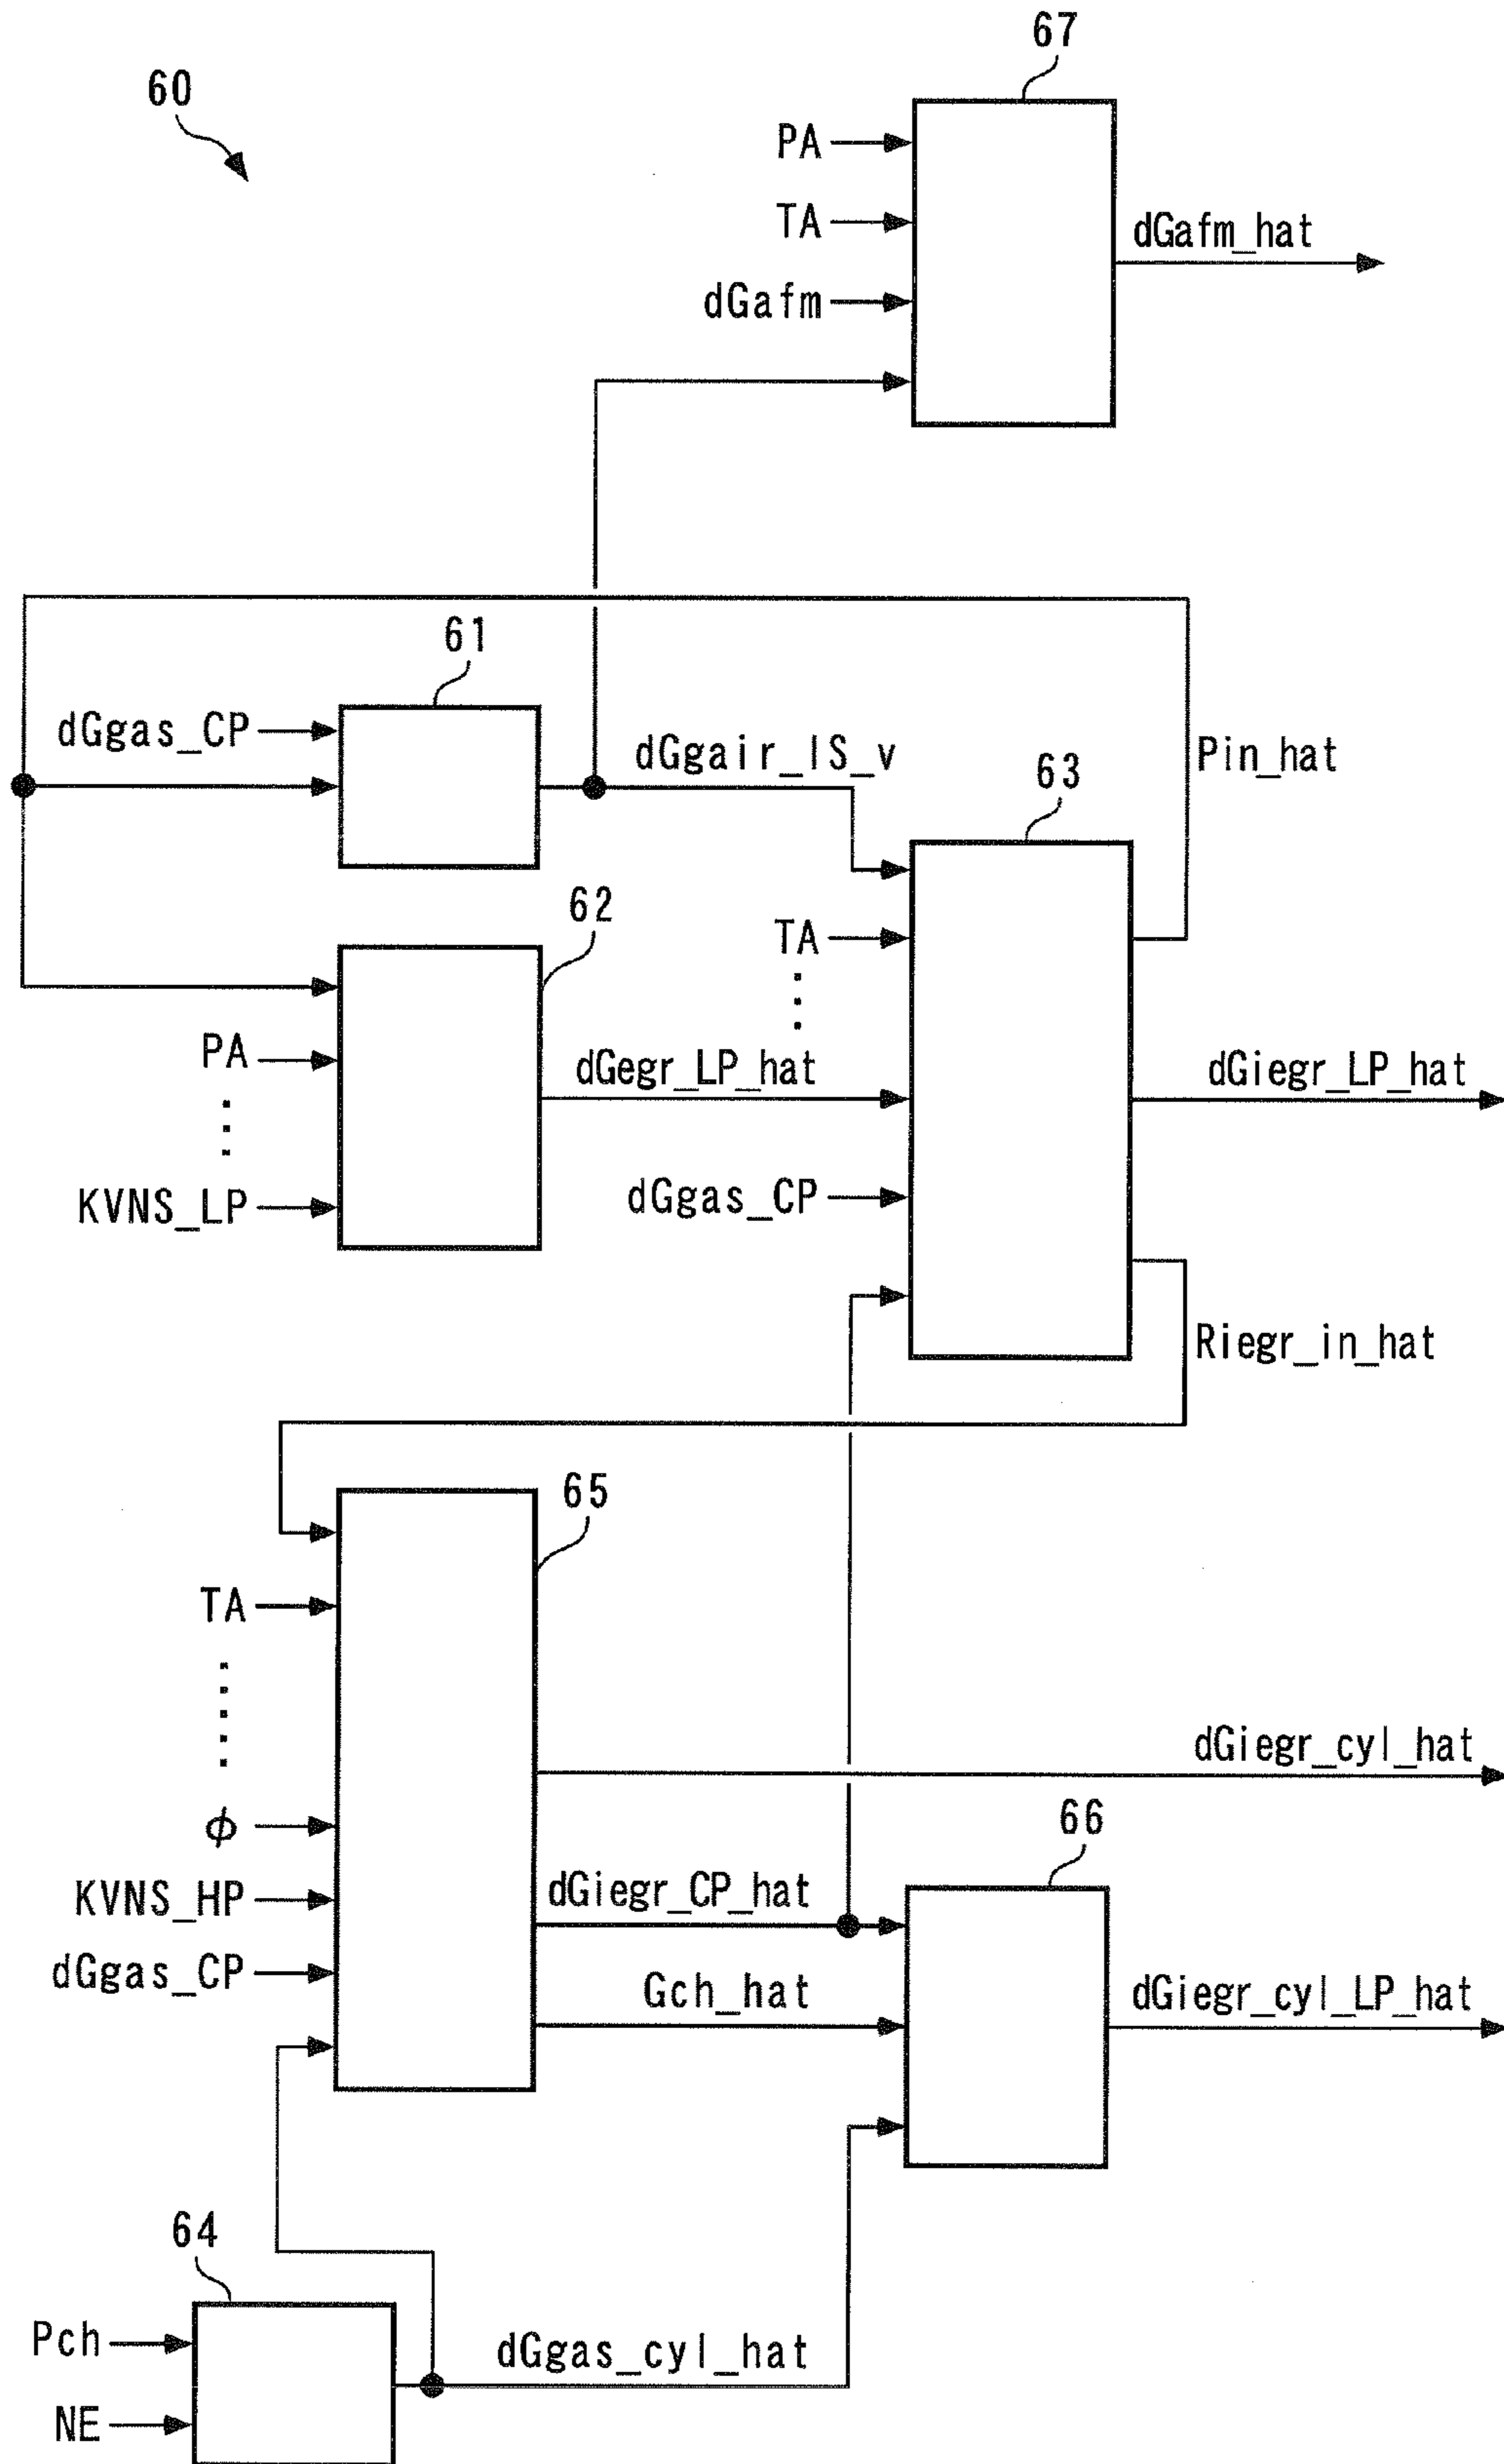 67
60
PA
TA
dGafm_hat
dGafm
61
dGgas_CP
dGgair_IS_v
Pin_hat
63
62
TA
PA
dGegr_LP_hat
dGiegr_LP_hat
KVNS_LP
dGgas_CP
Riegr_in_hat
65
TA
dGiegr_cyl_hat
ϕ
66
KVNS_HP
dGiegr_CP_hat
dGgas_CP
Gch_hat
dGiegr_cyl_LP_hat
64
Pch
dGgas_cyl_hat
NE